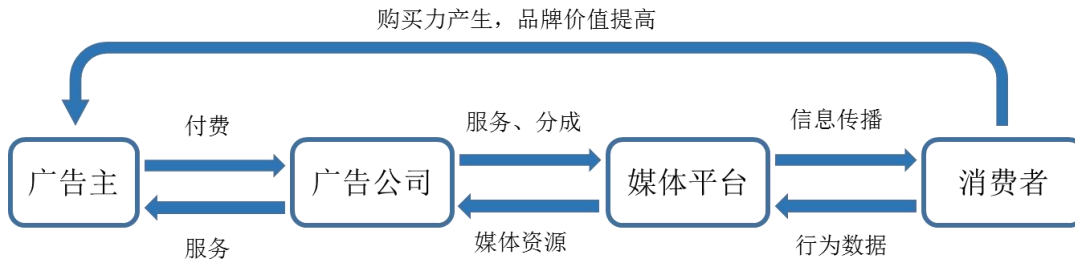 购买力产生，品牌价值提高
付费
服务、分成
信息传播
广告主
广告公司
媒体平台
消费者
服务
媒体资源
行为数据